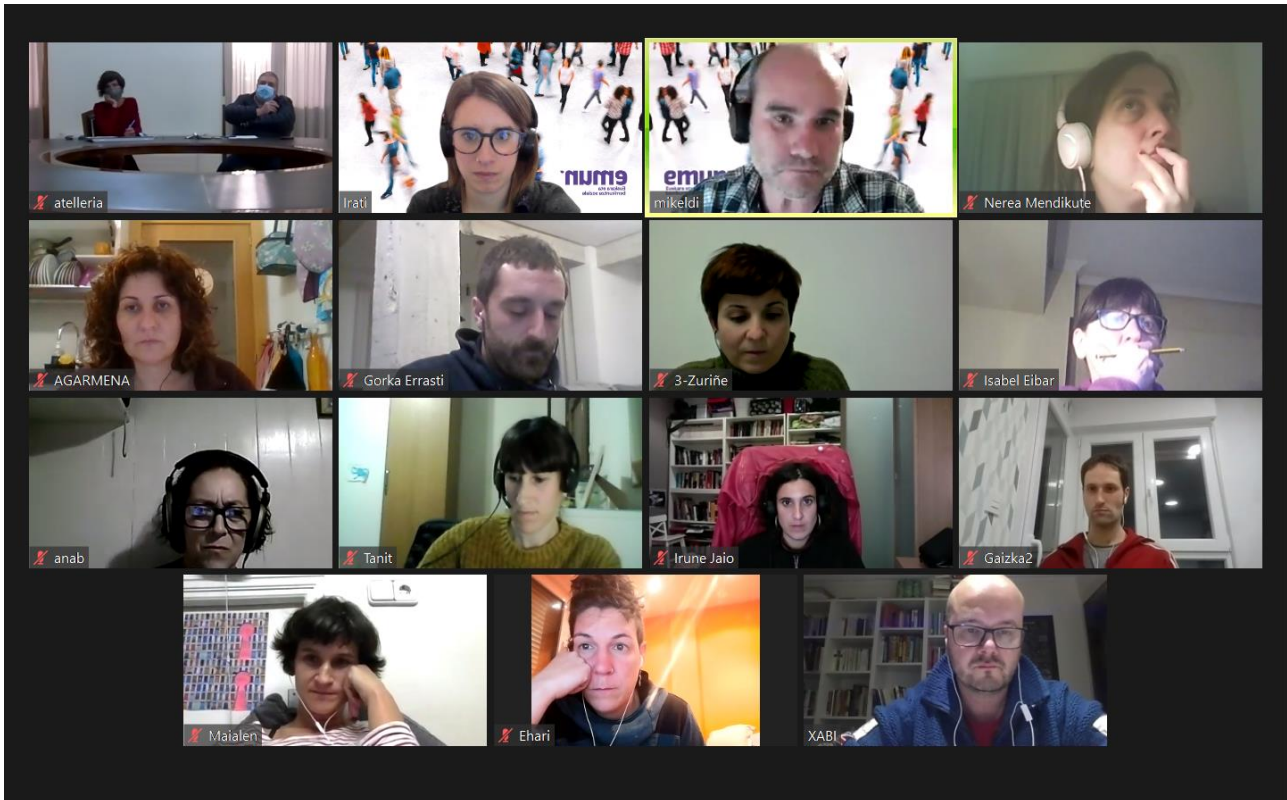 emun
atelleria
Irati
mikeldi
Nerea Mendikute
AGARMENA
Gorka Errasti
3-Zuriñe
Isabel Eibar
anab
Tanit
Irune Jaio
Gaizka2
Maialen
Ehari
XABI